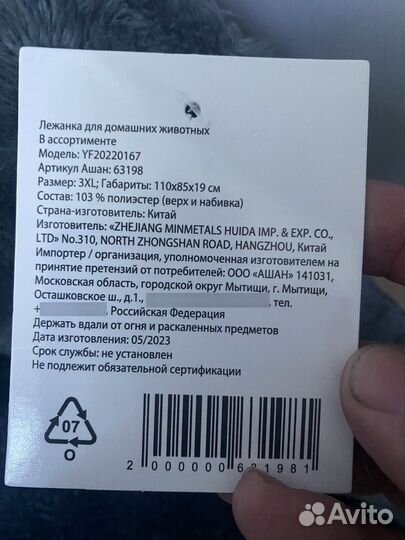 Лежанка для домашних животных
В ассортименте
Модель: YF20220167
Артикул Ашан: 63198
Размер: 3XL; Габариты: 110х85х19 см
Состав: 103 % полиэстер (верх и набивка)
Страна-изготовитель: Китай
Изготовитель: «ZHEJIANG MINMETALS HUIDA IMP. & EXP. CO.,
LTD» No.310, NORTH ZHONGSHAN ROAD, HANGZHOU, Китай
Импортер / организация, уполномоченная изготовителем на
принятие претензий от потребителей: ООО «АШАН» 141031,
Московская область, городской округ Мытищи, г. Мытищи,
Осташковское ш., д.1., тел.
+ , Российская Федерация
Держать вдали от огня и раскаленных предметов
Дата изготовления: 05/2023
Срок службы: не установлен
Не подлежит обязательной сертификации
07
O
2 000000 631981
Avito